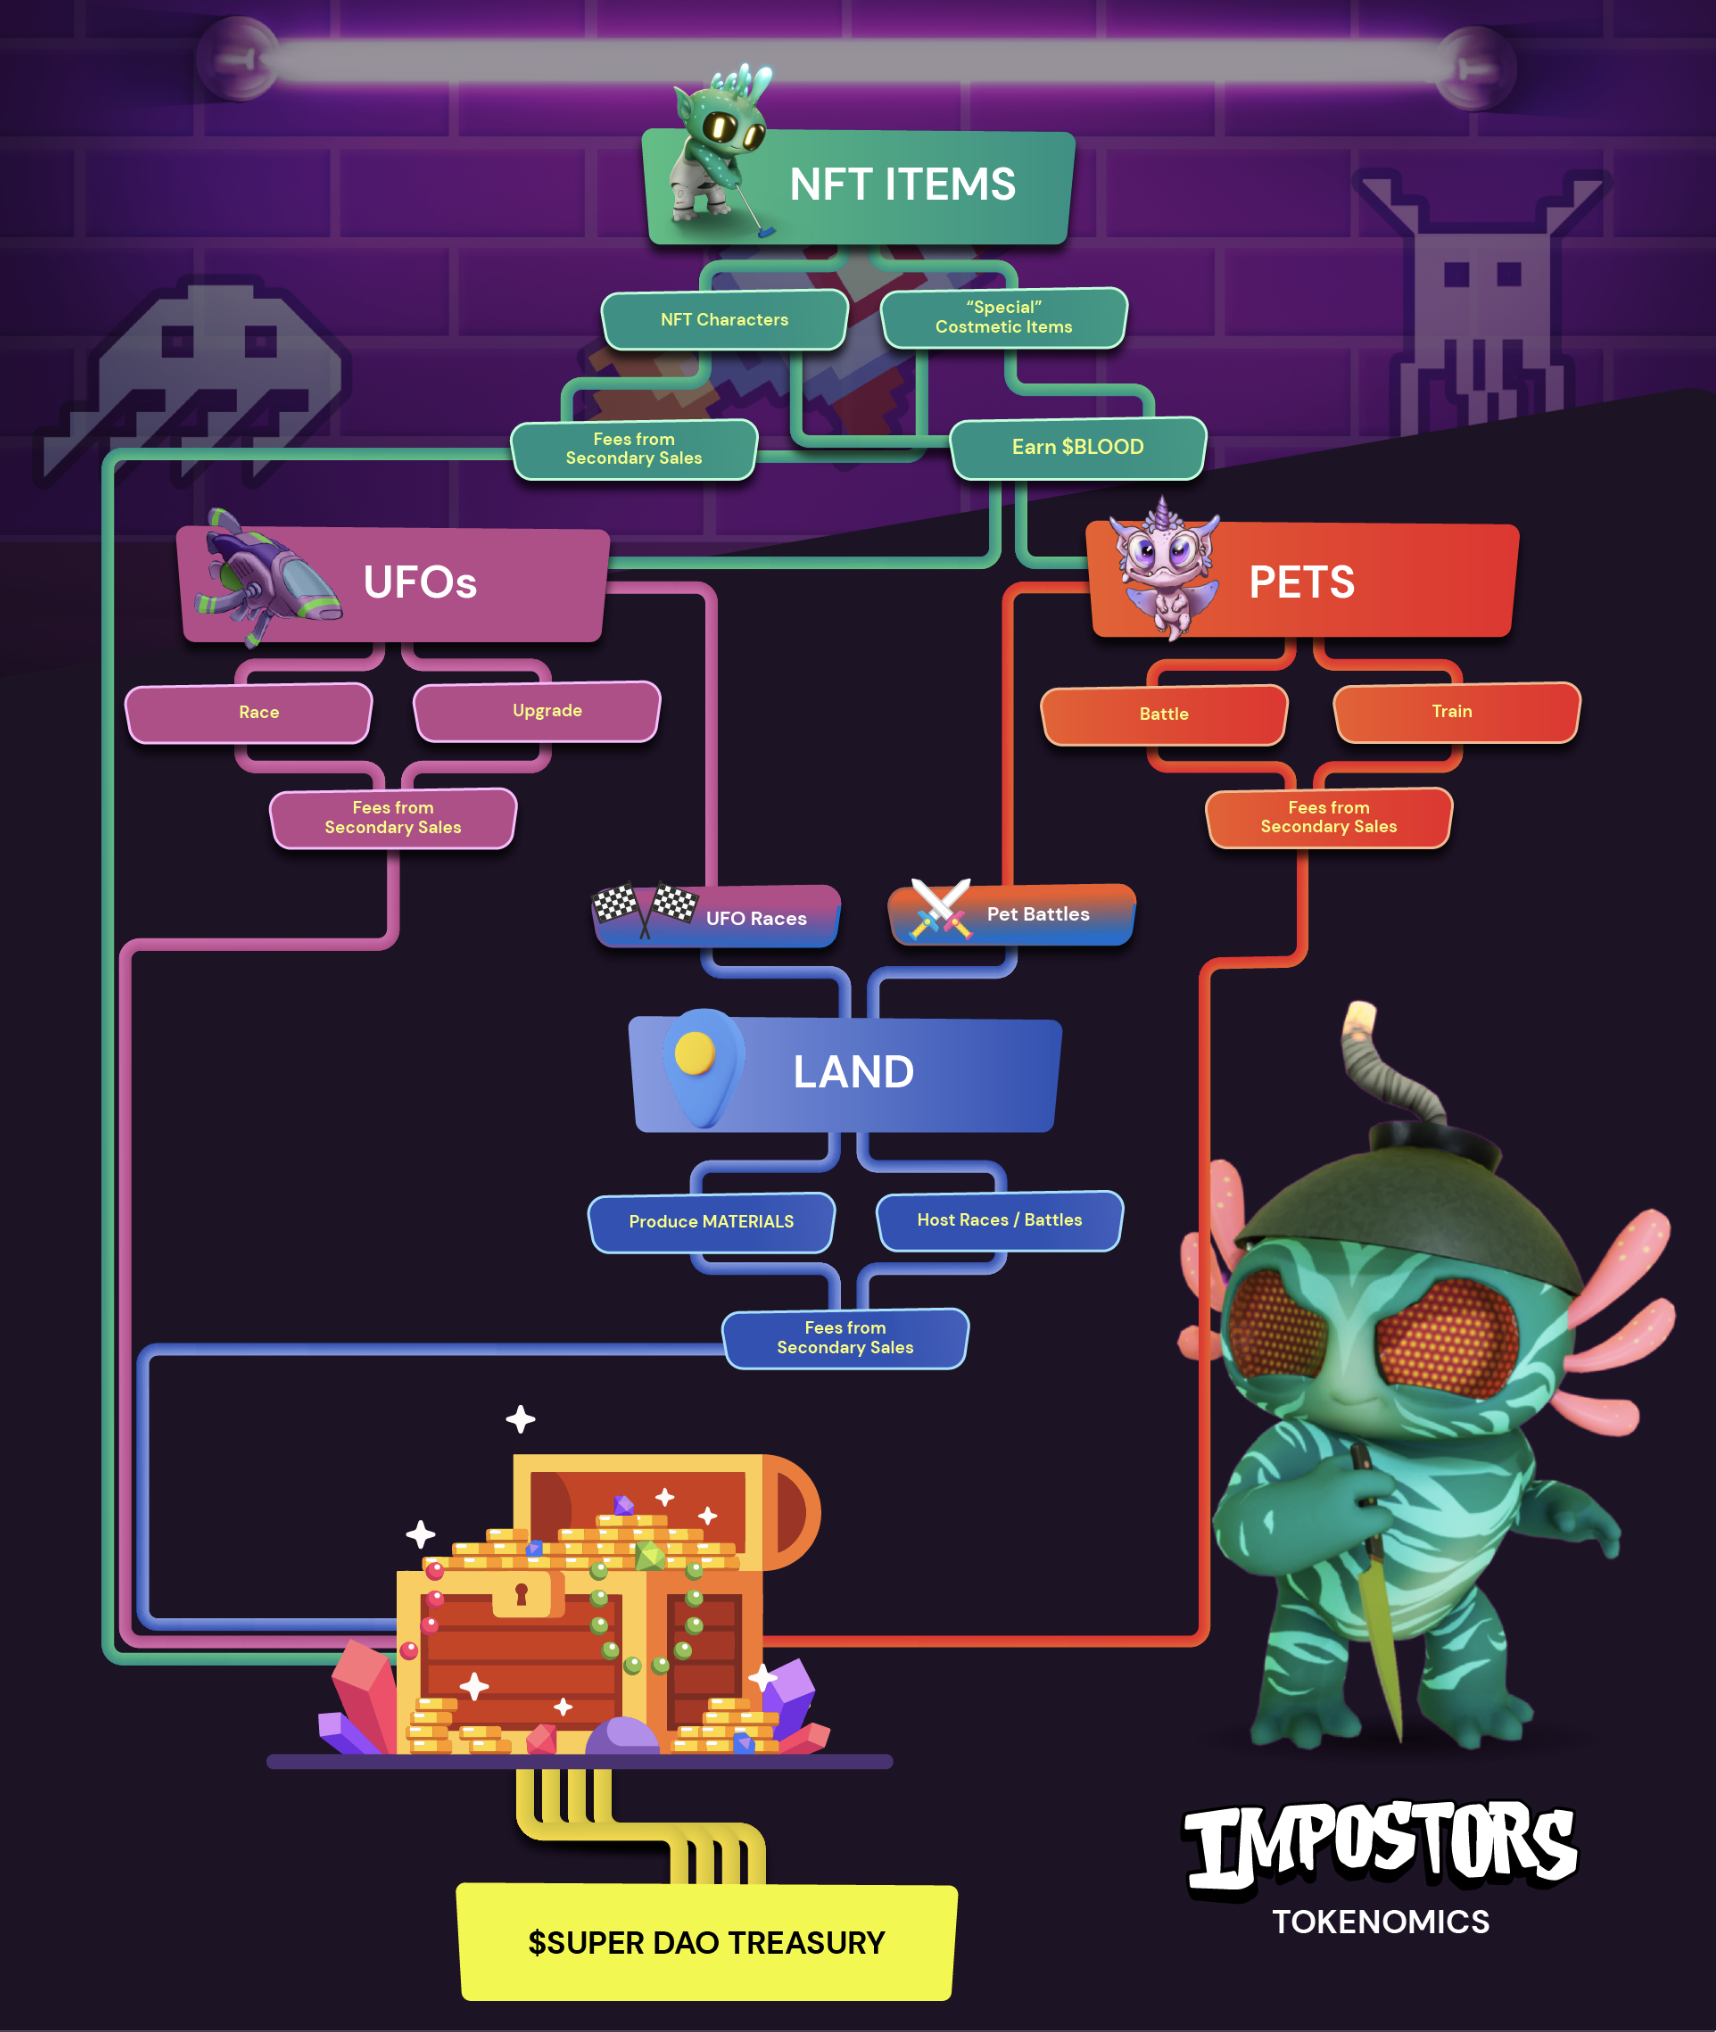 NFT ITEMS
NFT Characters
“Special”
Costmetic Items
Fees from
Secondary Sales
Earn $BLOOD
UFOs
PETS
Race
Upgrade
Battle
Train
Fees from
Secondary Sales
Fees from
Secondary Sales
UFO Races
Pet Battles
LAND
Produce MATERIALS
Host Races / Battles
Fees from
Secondary Sales
IMPOSTORS
TOKENOMICS
$SUPER DAO TREASURY